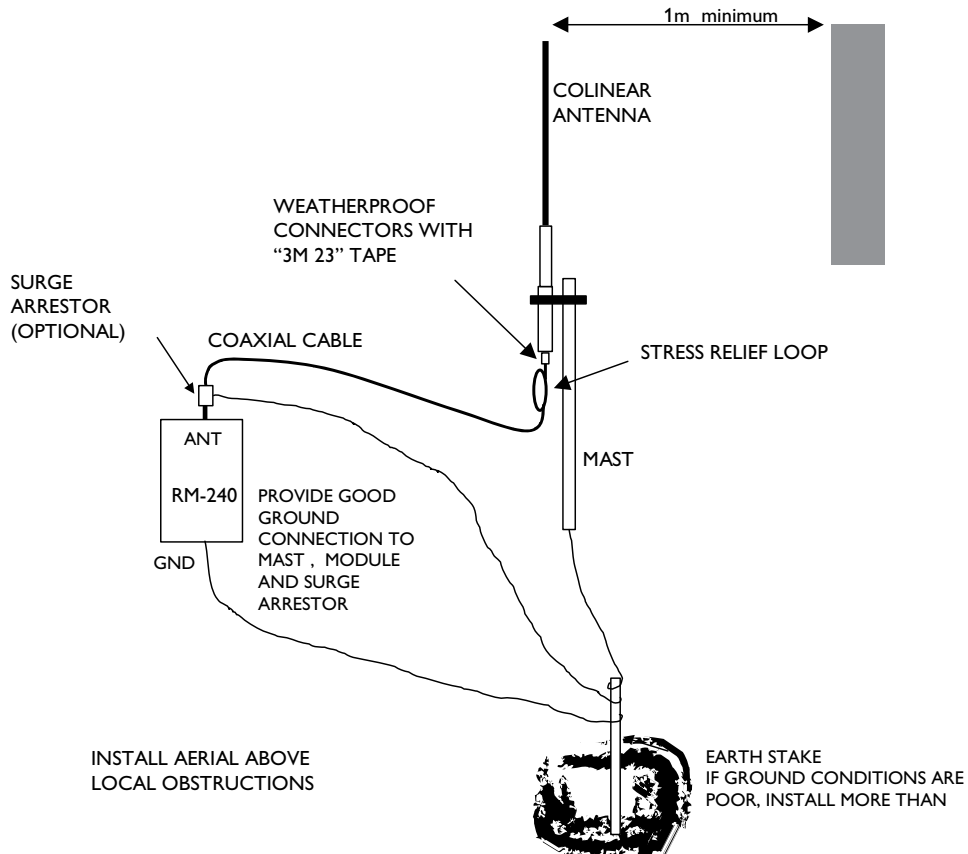 1m minimum
COLINEAR
ANTENNA
WEATHERPROOF
CONNECTORS WITH
“3M 23” TAPE
SURGE
ARRESTOR
(OPTIONAL)
COAXIAL CABLE
STRESS RELIEF LOOP
ANT
MAST
RM-240
PROVIDE GOOD
GROUND
CONNECTION TO
MAST , MODULE
AND SURGE
ARRESTOR
GND
INSTALL AERIAL ABOVE
LOCAL OBSTRUCTIONS
EARTH STAKE
IF GROUND CONDITIONS ARE
POOR, INSTALL MORE THAN